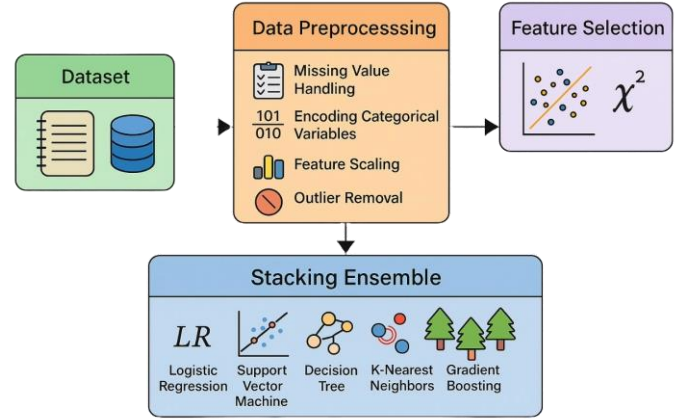 Dataset
Data Preprocesssing
Missing Value
Handling
101
010
Encoding Categorical
Variables
Feature Scaling
Outlier Removal
Feature Selection
χ²
Stacking Ensemble
LR
Logistic
Regression
Support
Vector
Machine
Decision
Tree
K-Nearest
Neighbors
Gradient
Boosting